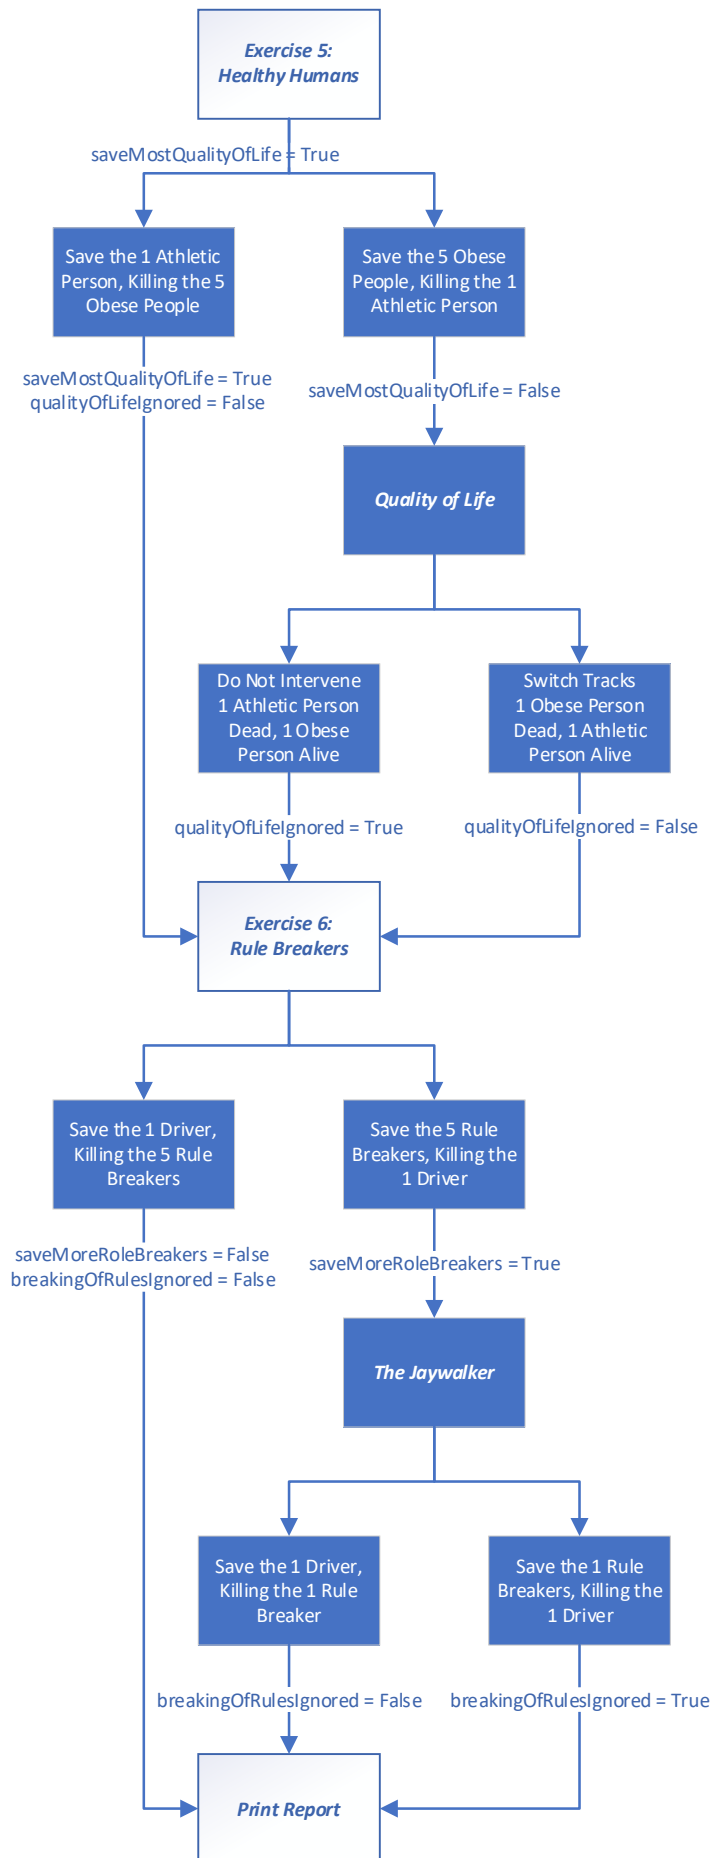 Exercise 5:
Healthy Humans
saveMostQualityOfLife = True
Save the 1 Athletic
Person, Killing the 5
Obese People
Save the 5 Obese
People, Killing the 1
Athletic Person
saveMostQualityOfLife = True
qualityOfLifeIgnored = False
saveMostQualityOfLife = False
Quality of Life
Do Not Intervene
1 Athletic Person
Dead, 1 Obese
Person Alive
Switch Tracks
1 Obese Person
Dead, 1 Athletic
Person Alive
qualityOfLifeIgnored = True
qualityOfLifeIgnored = False
Exercise 6:
Rule Breakers
Save the 1 Driver,
Killing the 5 Rule
Breakers
Save the 5 Rule
Breakers, Killing the
1 Driver
saveMoreRoleBreakers = False
breakingOfRulesIgnored = False
saveMoreRoleBreakers = True
The Jaywalker
Save the 1 Driver,
Killing the 1 Rule
Breaker
Save the 1 Rule
Breakers, Killing the
1 Driver
breakingOfRulesIgnored = False
breakingOfRulesIgnored = True
Print Report